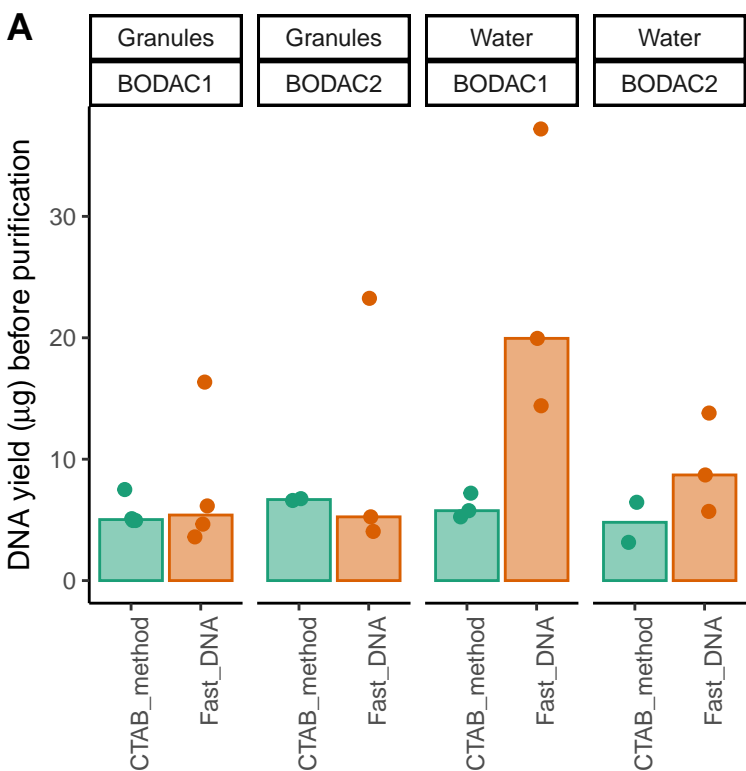 A
Granules Granules Water Water
BODAC1 BODAC2 BODAC1 BODAC2
DNA yield (μg) before purification
30
20
10
0
CTAB_method Fast_DNA CTAB_method Fast_DNA CTAB_method Fast_DNA CTAB_method Fast_DNA